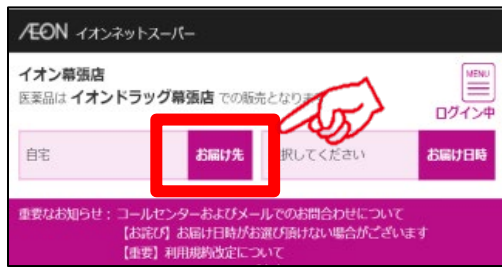 ÆON イオンネットスーパー
イオン幕張店
医薬品は イオンドラッグ幕張店 での販売となりま
MENU
ログイン中
自宅 お届け先 択してください お届け日時
重要なお知らせ： コールセンターおよびメールでのお問合わせについて
【お詫び】お届け日時がお選び頂けない場合がございます
【重要】利用規約改定について